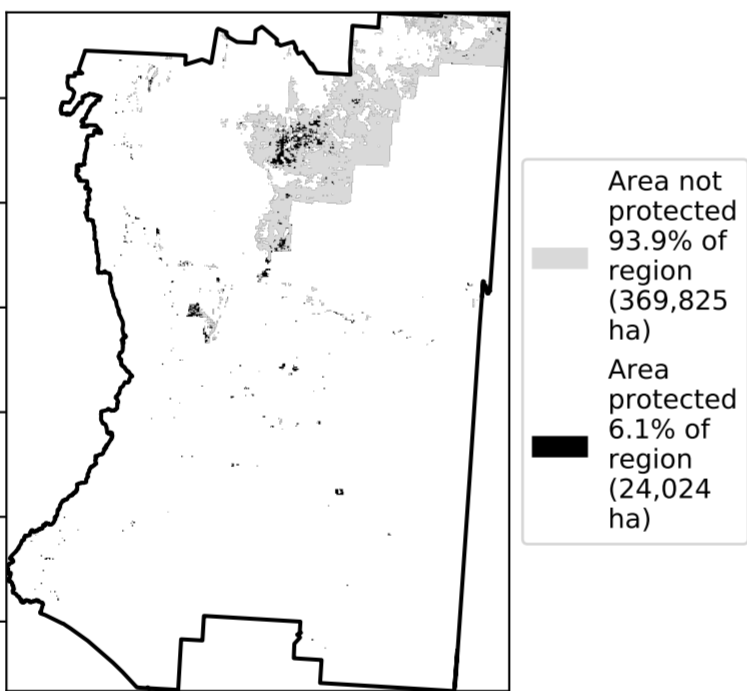 Area not
protected
93.9% of
region
(369,825
ha)
Area
protected
6.1% of
region
(24,024
ha)